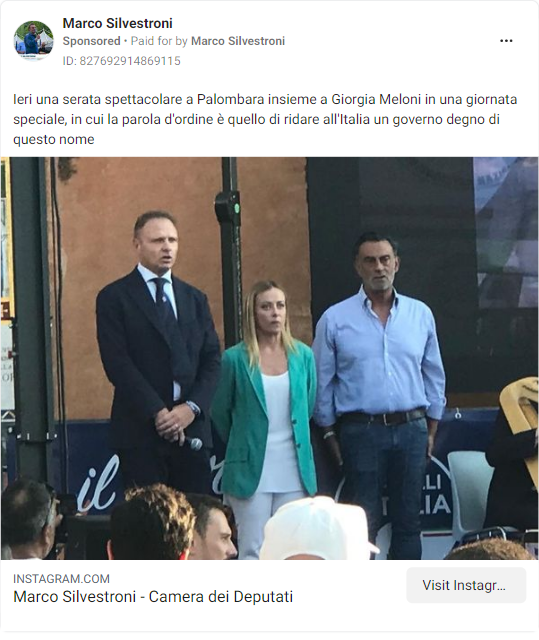 Marco Silvestroni
Sponsored • Paid for by Marco Silvestroni
ID: 827692914869115
Ieri una serata spettacolare a Palombara insieme a Giorgia Meloni in una giornata
speciale, in cui la parola d'ordine è quello di ridare all'Italia un governo degno di
questo nome
il
LLI
ALIA
INSTAGRAM.COM
Marco Silvestroni - Camera dei Deputati
Visit Instagr...